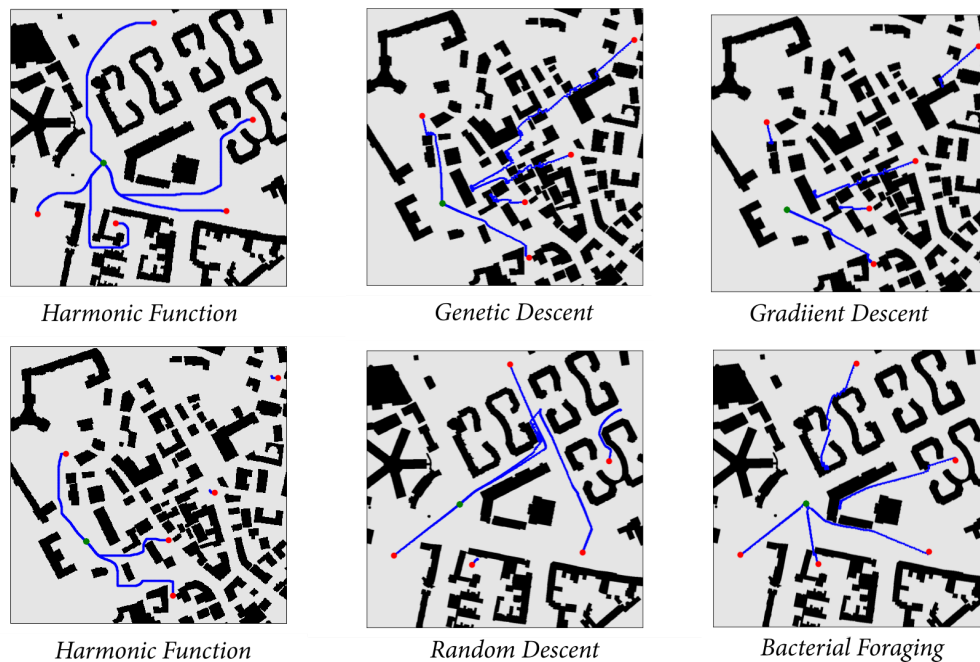 Harmonic Function
Genetic Descent
Gradiient Descent
Harmonic Function
Random Descent
Bacterial Foraging